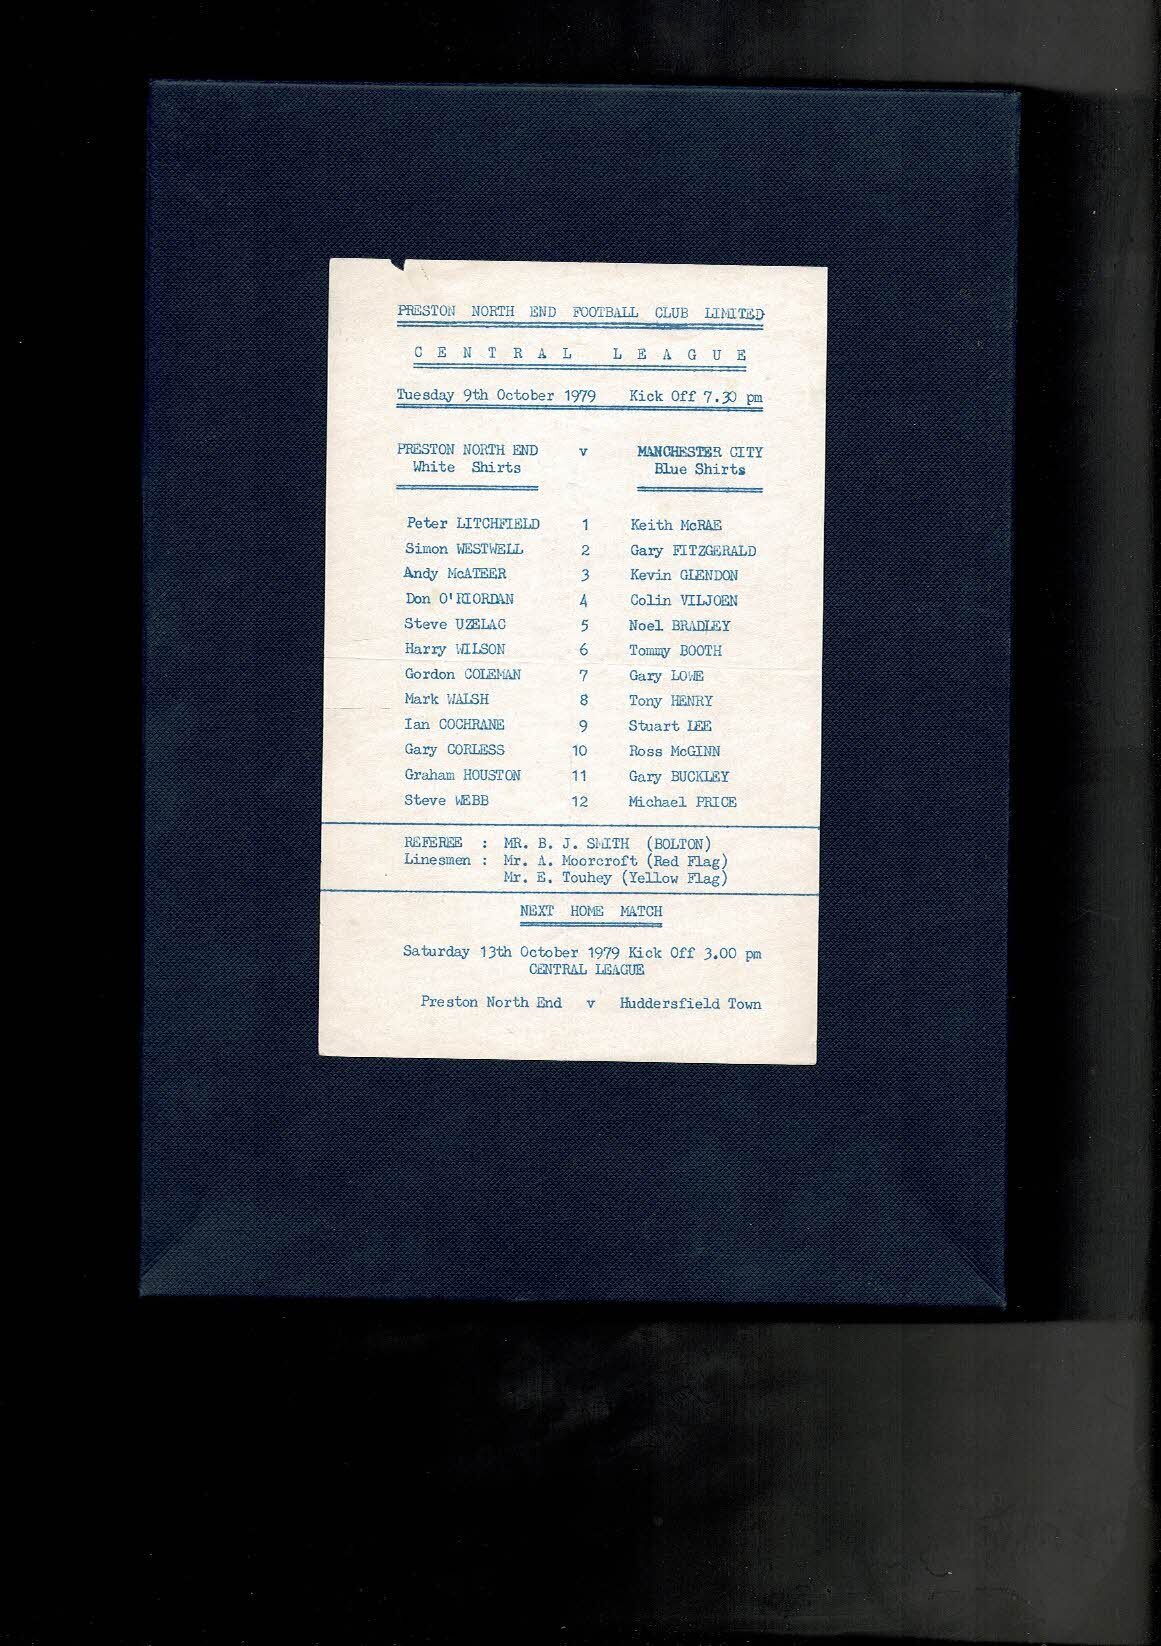 PRESTON NORTH END FOOTBALL CLUB LIMITED
CENTRAL LEAGUE
Tuesday 9th October 1979 Kick Off 7.30 pm
PRESTON NORTH END v MANCHESTER CITY
White Shirts Blue Shirts
Peter LITCHFIELD 1 Keith McRAE
Simon WESTWELL 2 Gary FITZGERALD
Andy McATEER 3 Kevin GLENDON
Don O'RIORDAN 4 Colin VILJOEN
Steve UZELAC 5 Noel BRADLEY
Harry WILSON 6 Tommy BOOTH
Gordon COLEMAN 7 Gary LOWE
Mark WALSH 8 Tony HENRY
Ian COCHRANE 9 Stuart LEE
Gary CORLESS 10 Ross McGINN
Graham HOUSTON 11 Gary BUCKLEY
Steve WEBB 12 Michael PRICE
REFEREE : MR. B. J. SMITH (BOLTON)
Linesmen : Mr. A. Moorcroft (Red Flag)
Mr. E. Touhey (Yellow Flag)
NEXT HOME MATCH
Saturday 13th October 1979 Kick Off 3.00 pm
CENTRAL LEAGUE
Preston North End v Huddersfield Town